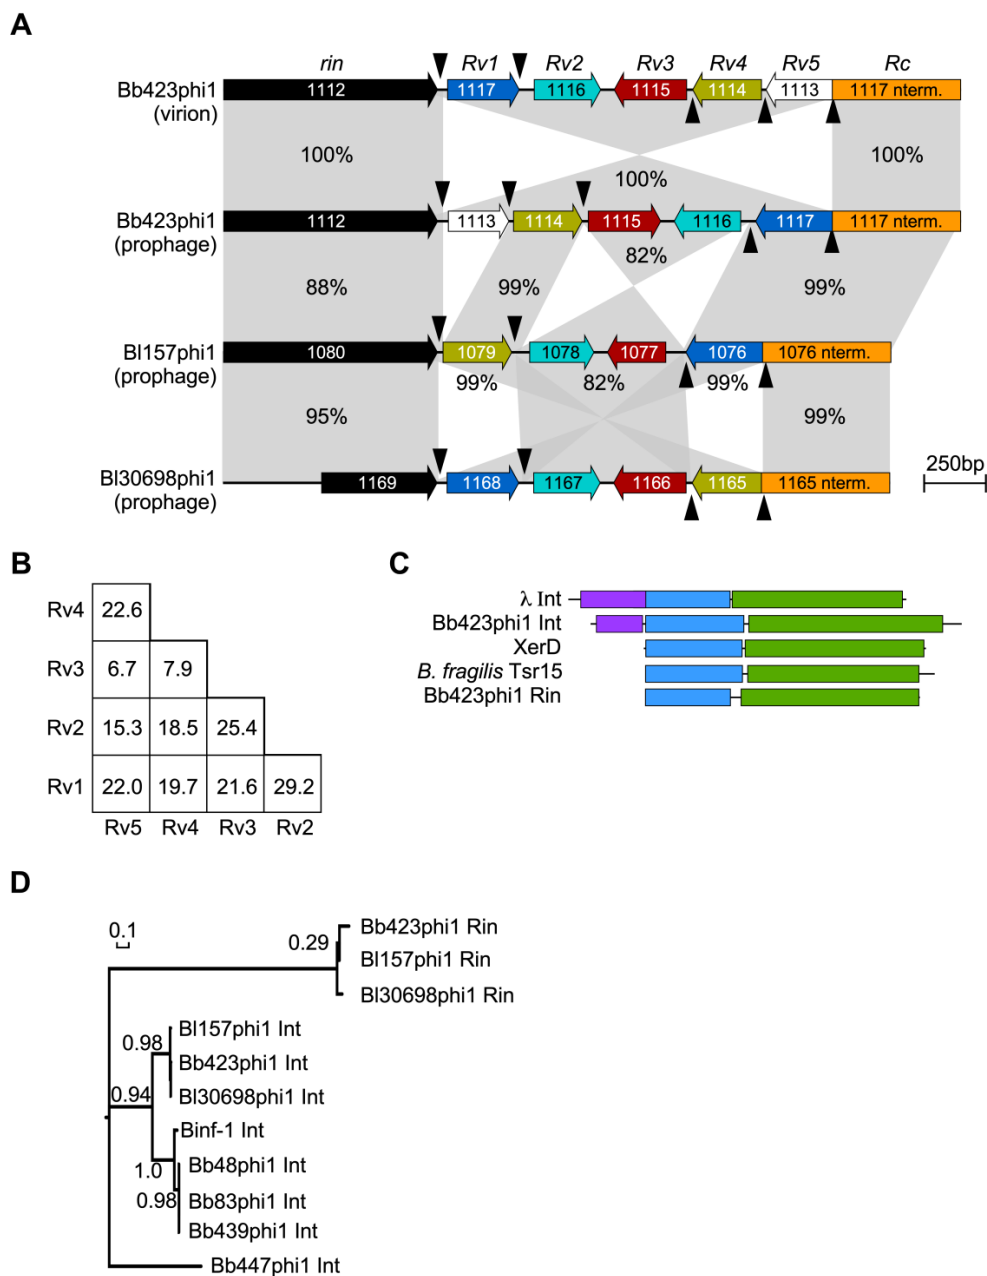 A
rin Rv1 Rv2 Rv3 Rv4 Rv5 Rc
Bb423phi1 (virion)
1112 1117 1116 1115 1114 1113 1117 nterm.
100% 100%
100%
Bb423phi1 (prophage)
1112 1113 1114 1115 1116 1117 1117 nterm.
82%
88% 99% 99%
Bl157phi1 (prophage)
1080 1079 1078 1077 1076 1076 nterm.
99% 82% 99%
95% 99%
Bl30698phi1 (prophage)
1169 1168 1167 1166 1165 1165 nterm.
250bp
B
Rv4 22.6
Rv3 6.7 7.9
Rv2 15.3 18.5 25.4
Rv1 22.0 19.7 21.6 29.2
Rv5 Rv4 Rv3 Rv2
C
λ Int
Bb423phi1 Int
XerD
B. fragilis Tsr15
Bb423phi1 Rin
D
0.1
0.29
Bb423phi1 Rin
Bl157phi1 Rin
Bl30698phi1 Rin
Bl157phi1 Int
0.98
Bb423phi1 Int
0.94
Bl30698phi1 Int
Binf-1 Int
1.0
Bb48phi1 Int
0.98
Bb83phi1 Int
Bb439phi1 Int
Bb447phi1 Int